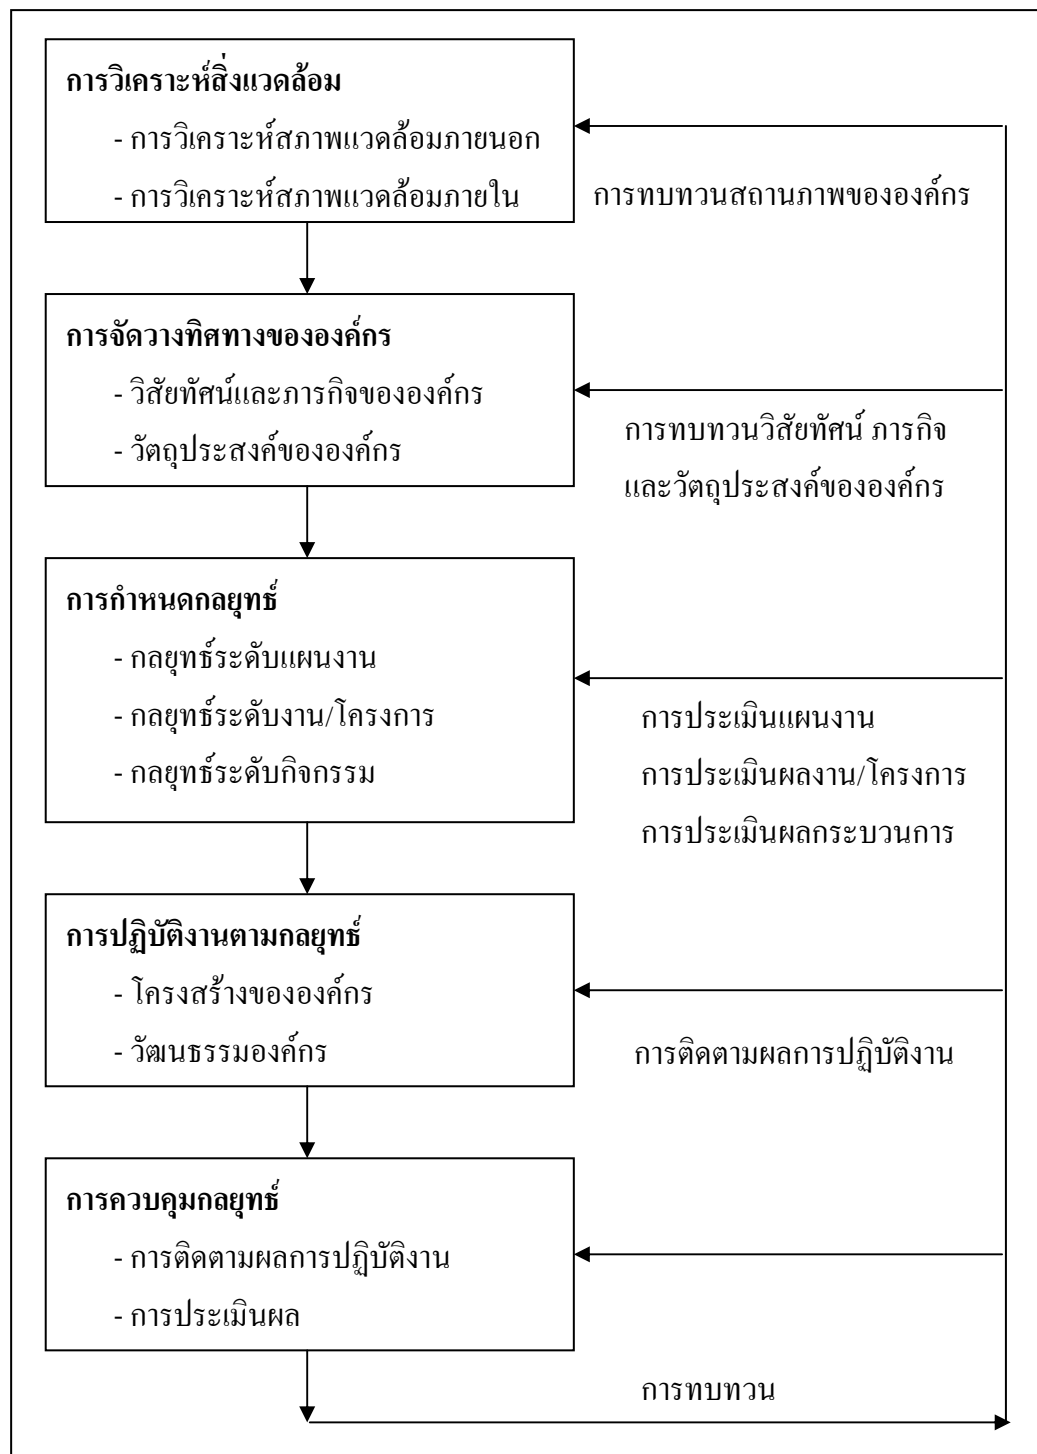 การวิเคราะห์สิ่งแวดล้อม
- การวิเคราะห์สภาพแวดล้อมภายนอก
- การวิเคราะห์สภาพแวดล้อมภายใน
การทบทวนสถานภาพขององค์กร
การจัดวางทิศทางขององค์กร
- วิสัยทัศน์และภารกิจขององค์กร
- วัตถุประสงค์ขององค์กร
การทบทวนวิสัยทัศน์ ภารกิจ
และวัตถุประสงค์ขององค์กร
การกำหนดกลยุทธ์
- กลยุทธ์ระดับแผนงาน
- กลยุทธ์ระดับงาน/โครงการ
- กลยุทธ์ระดับกิจกรรม
การประเมินแผนงาน
การประเมินผลงาน/โครงการ
การประเมินผลกระบวนการ
การปฏิบัติงานตามกลยุทธ์
- โครงสร้างขององค์กร
- วัฒนธรรมองค์กร
การติดตามผลการปฏิบัติงาน
การควบคุมกลยุทธ์
- การติดตามผลการปฏิบัติงาน
- การประเมินผล
การทบทวน